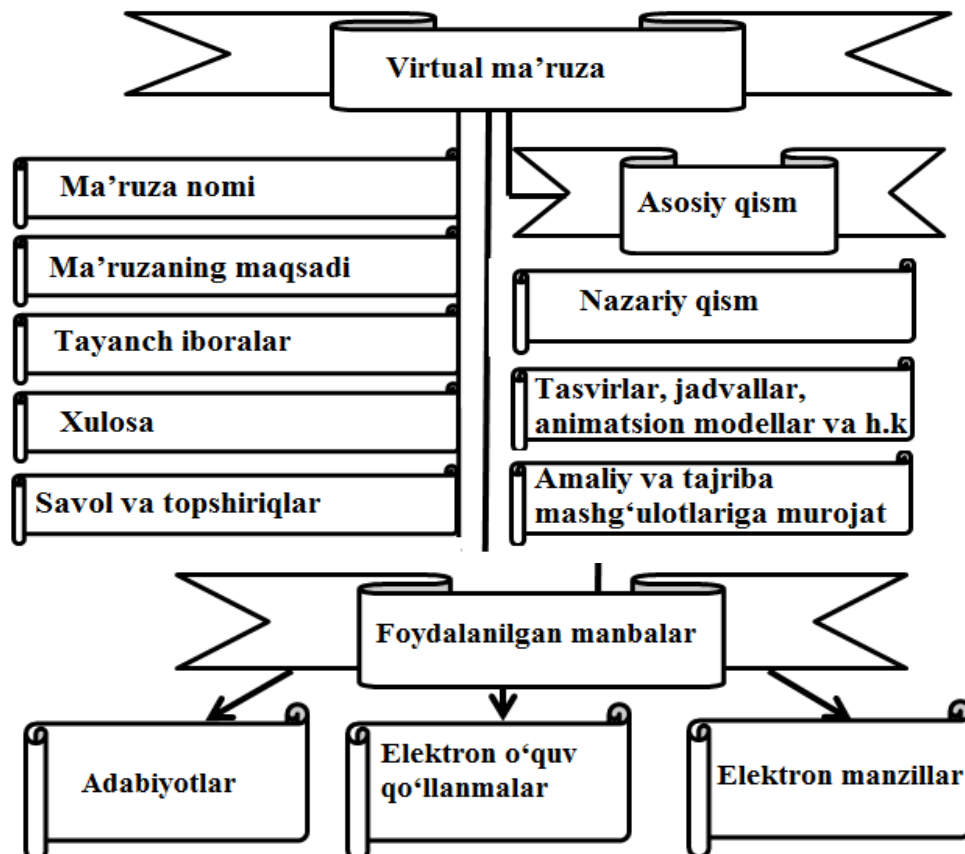 Virtual ma’ruza
Ma’ruza nomi
Ma’ruzaning maqsadi
Tayanch iboralar
Xulosa
Savol va topshiriqlar
Asosiy qism
Nazariy qism
Tasvirlar, jadvallar,
animatsion modellar va h.k
Amaliy va tajriba
mashg‘ulotlariga murojat
Foydalanilgan manbalar
Adabiyotlar
Elektron o‘quv
qo‘llanmalar
Elektron manzillar